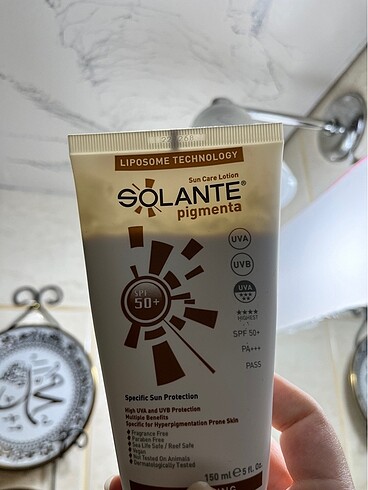 LIPOSOME TECHNOLOGY
Sun Care Lotion
SOLANTE®
pigmenta
UVA
UVB
UVA
SPF
50+
★★★★
HIGHEST
SPF 50+
PA+++
PASS
Specific Sun Protection
High UVA and UVB Protection
Multiple Benefits
Specific for Hyperpigmentation Prone Skin
Fragrance Free
Paraben Free
Sea Life Safe / Reef Safe
Vegan
Not Tested On Animals
Dermatologically Tested
150 ml ℮ 5 fl. Oz.
محمد